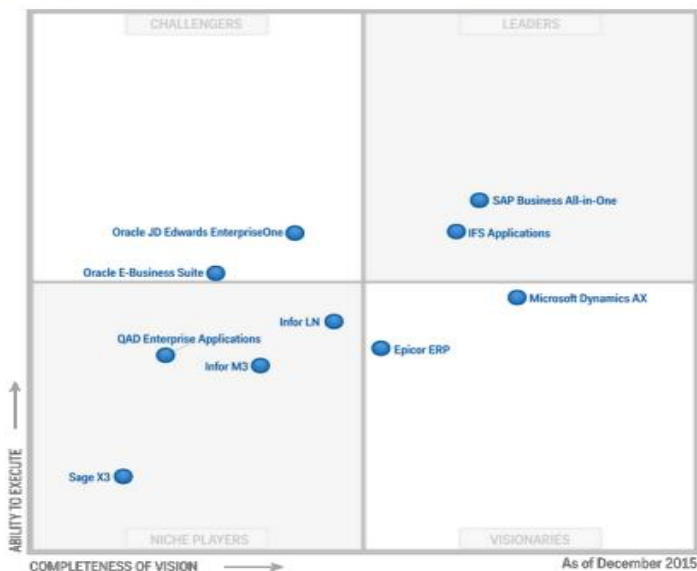 CHALLENGERS
LEADERS
SAP Business All-in-One
Oracle JD Edwards EnterpriseOne
IFS Applications
Oracle E-Business Suite
Microsoft Dynamics AX
Infor LN
QAD Enterprise Applications
Epicor ERP
Infor M3
Sage X3
ABILITY TO EXECUTE
NICHE PLAYERS
VISIONARIES
COMPLETENESS OF VISION
As of December 2015